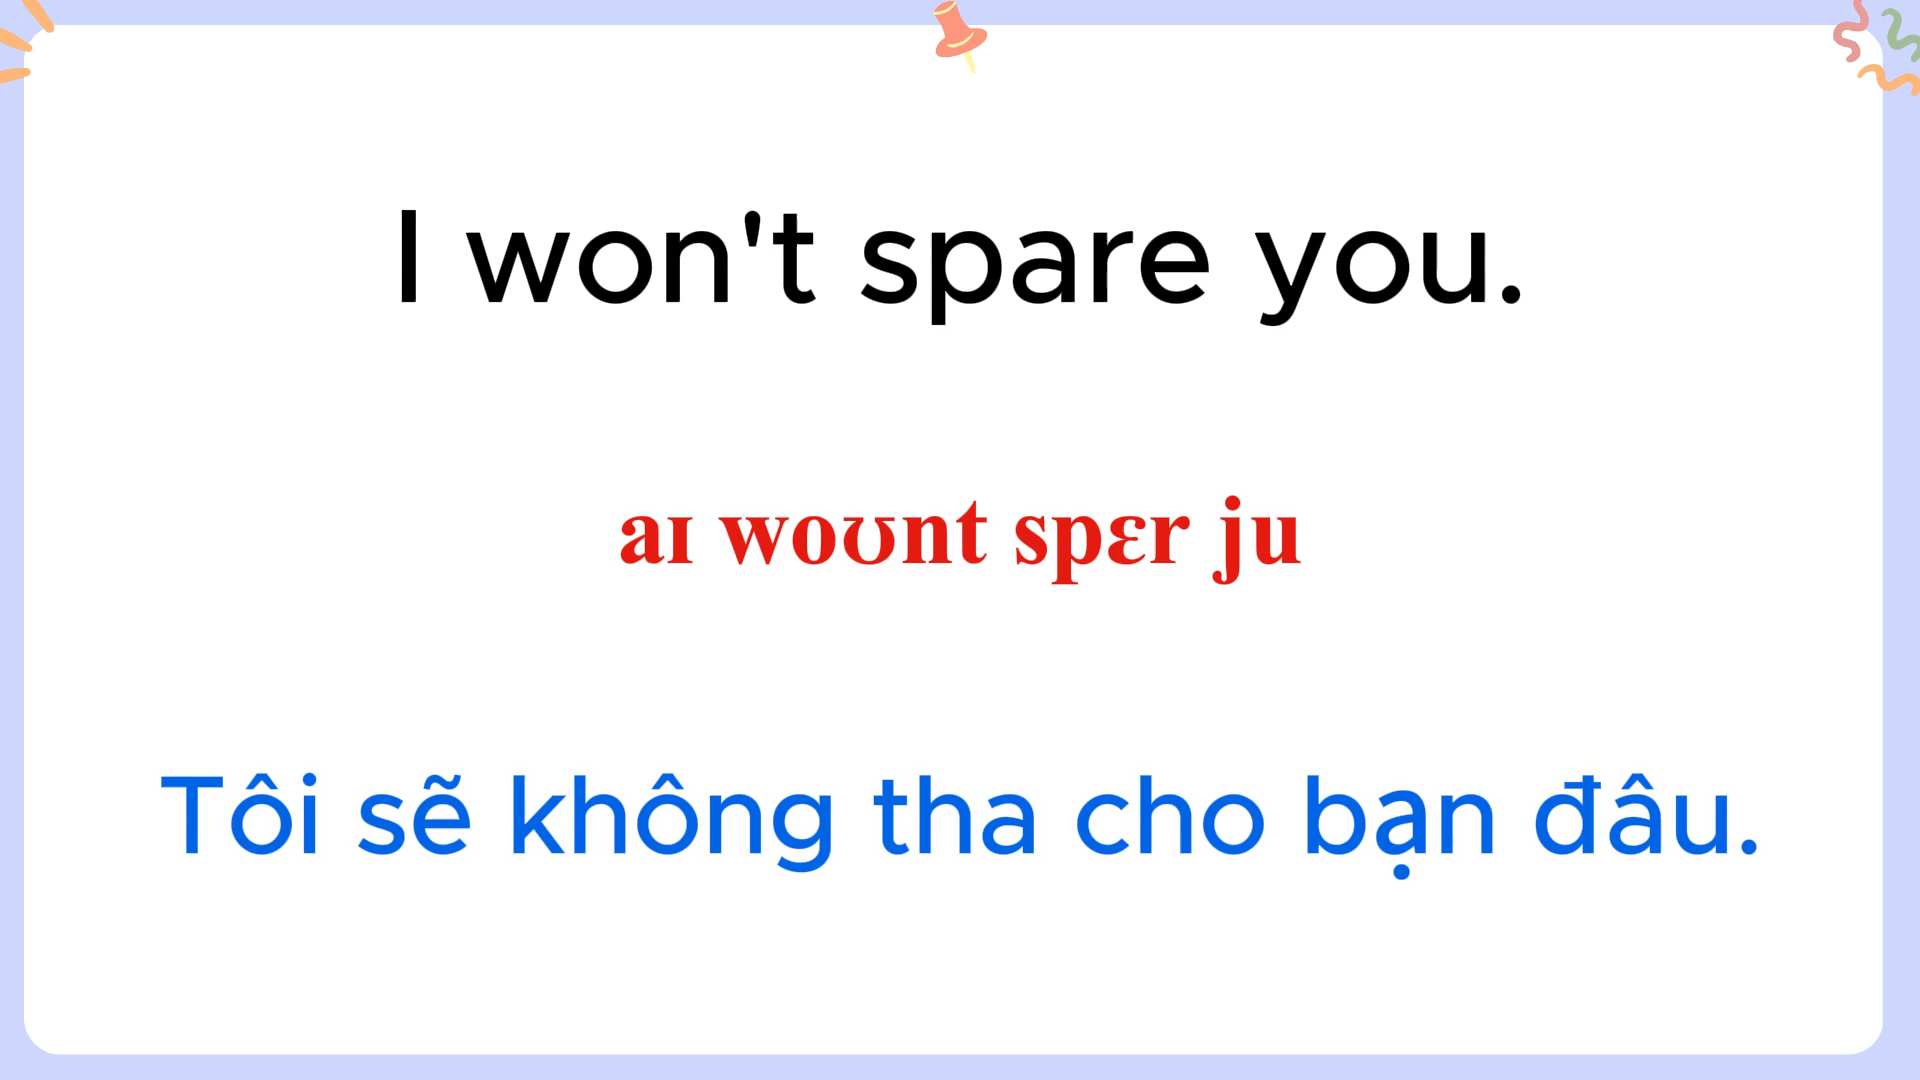 I won't spare you.
aɪ woʊnt spɛr ju
Tôi sẽ không tha cho bạn đâu.